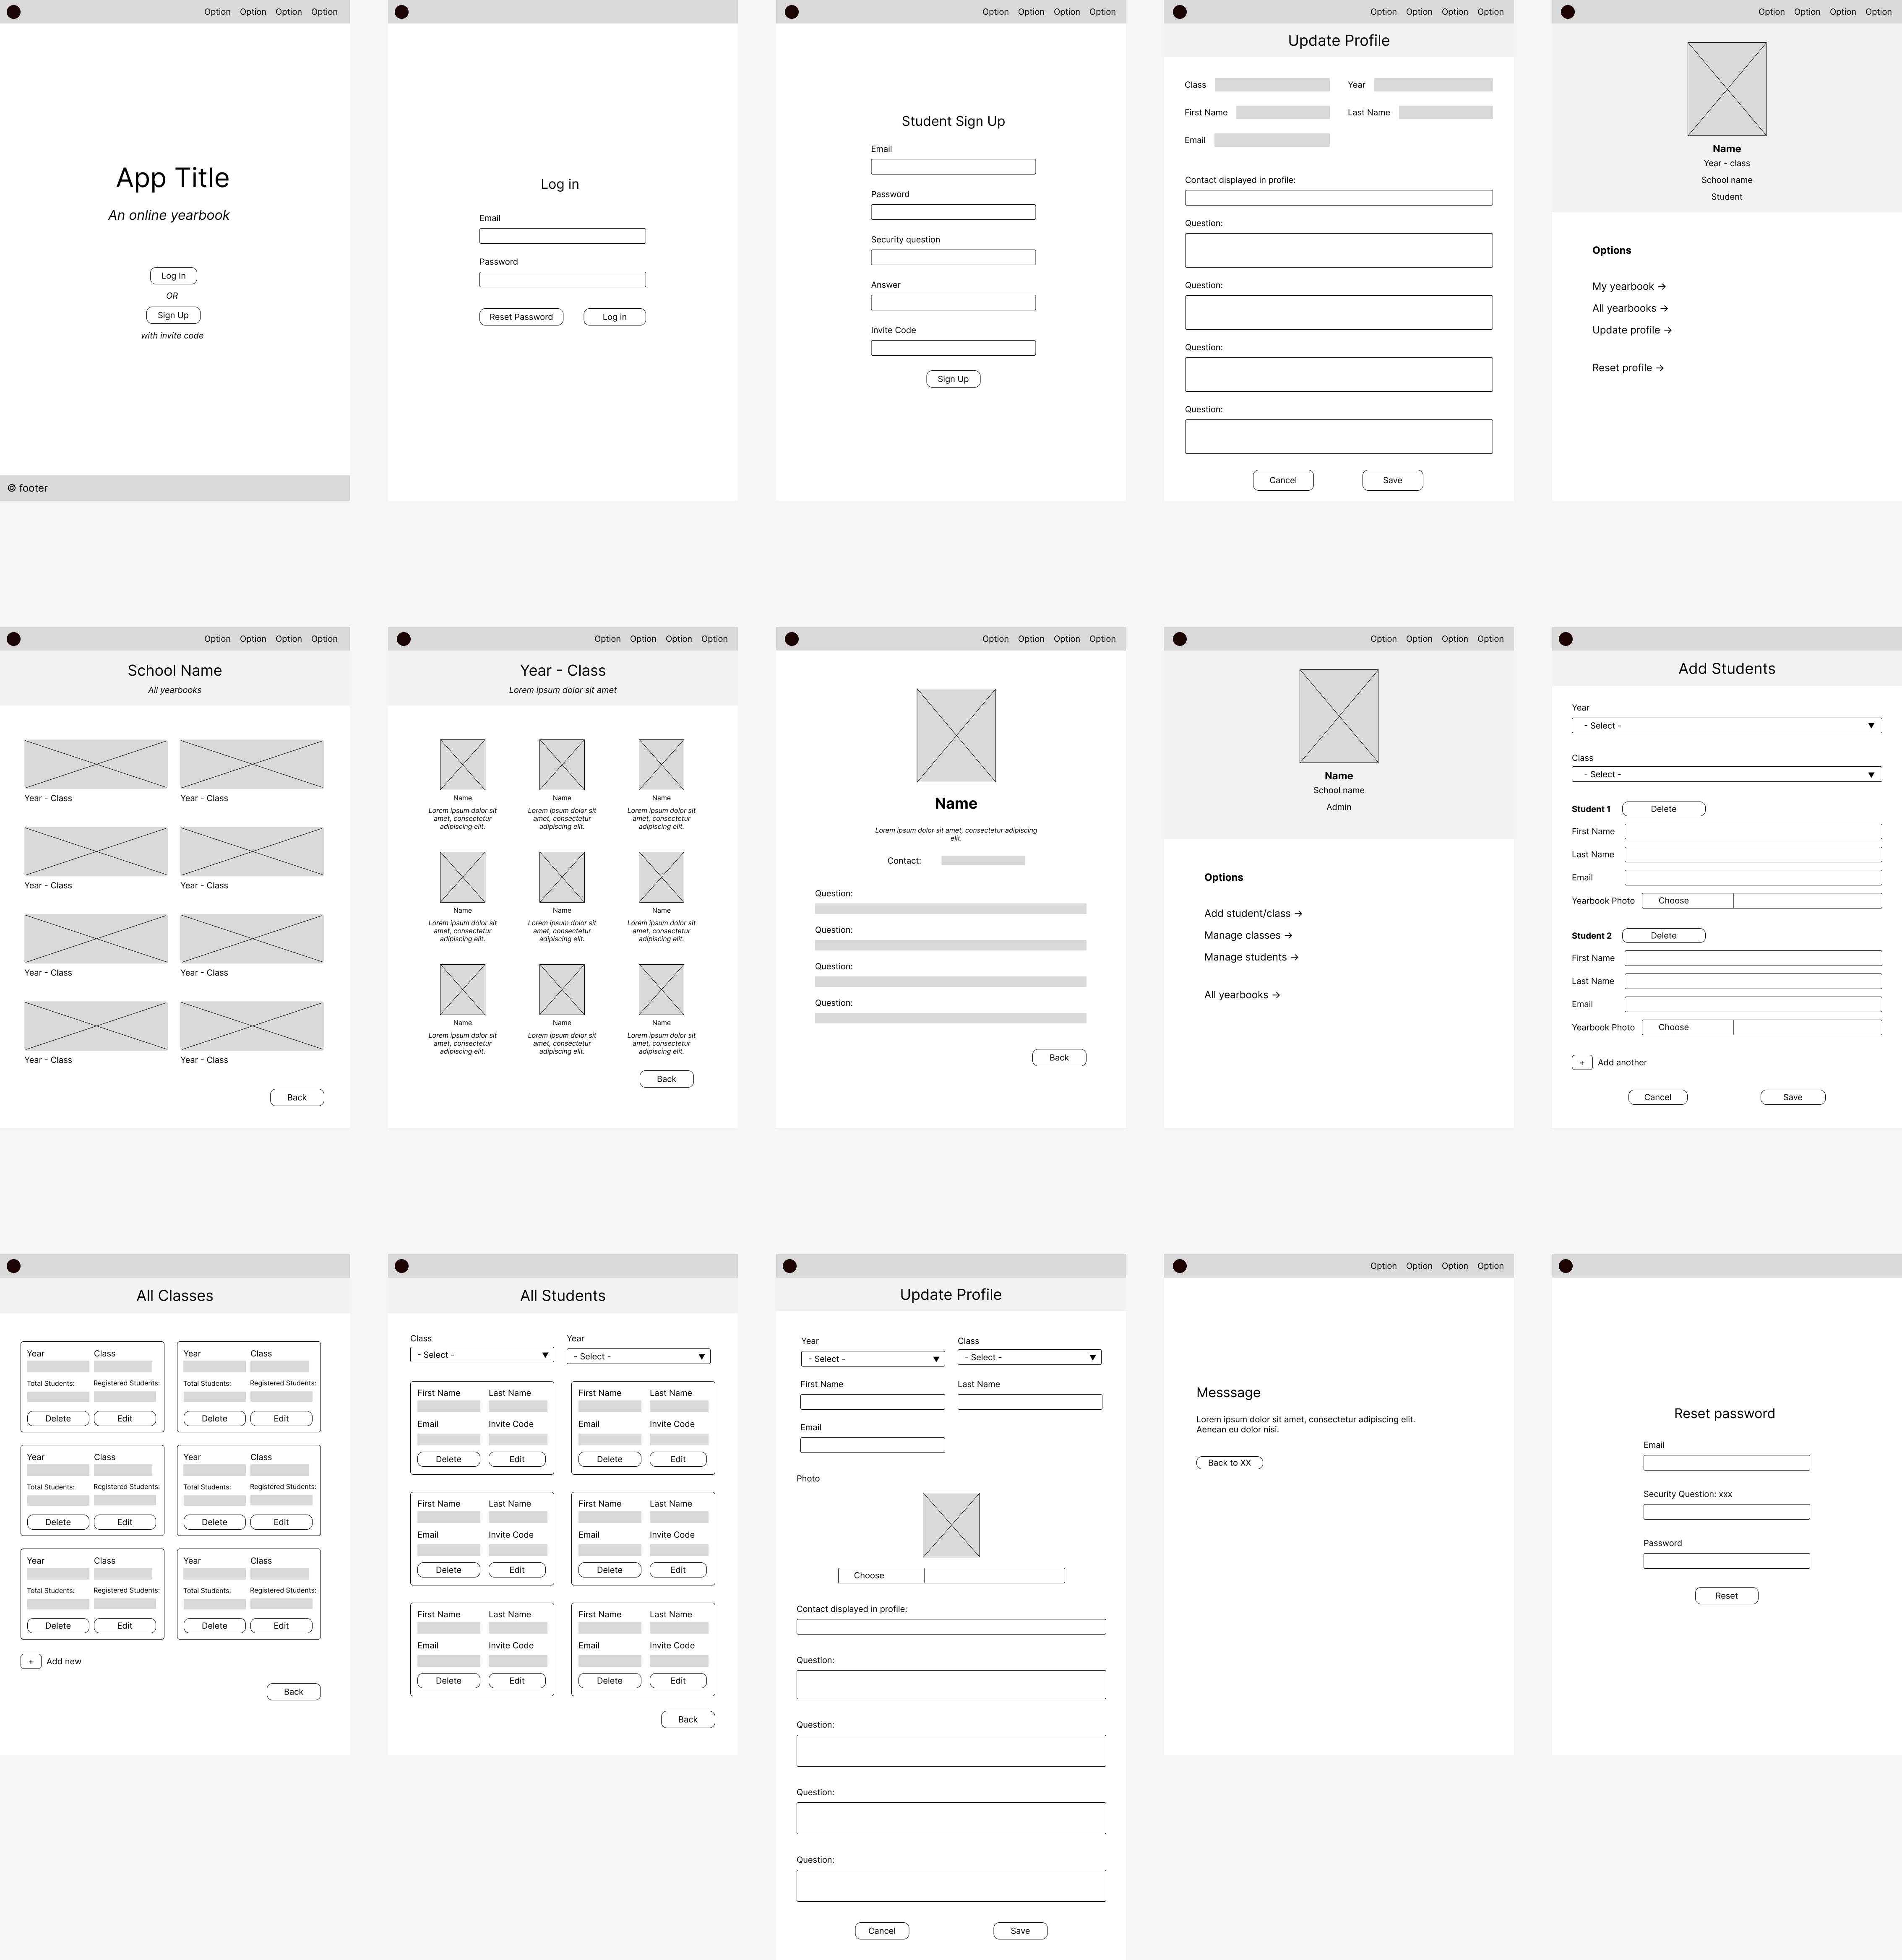 Option Option Option Option
App Title
An online yearbook
Log In
OR
Sign Up
with invite code
© footer
Log in
Email
Password
Reset Password Log in
Option Option Option Option
Student Sign Up
Email
Password
Security question
Answer
Invite Code
Sign Up
Option Option Option Option
Update Profile
Class Year
First Name Last Name
Email
Contact displayed in profile:
Question:
Question:
Question:
Question:
Cancel Save
Option Option Option Option
Name
Year - class
School name
Student
Options
My yearbook →
All yearbooks →
Update profile →
Reset profile →
Option Option Option Option
School Name
All yearbooks
Year - Class Year - Class
Year - Class Year - Class
Year - Class Year - Class
Year - Class Year - Class
Back
Option Option Option Option
Year - Class
Lorem ipsum dolor sit amet
Name Name Name
Lorem ipsum dolor sit Lorem ipsum dolor sit Lorem ipsum dolor sit
amet, consectetur amet, consectetur amet, consectetur
adipiscing elit. adipiscing elit. adipiscing elit.
Name Name Name
Lorem ipsum dolor sit Lorem ipsum dolor sit Lorem ipsum dolor sit
amet, consectetur amet, consectetur amet, consectetur
adipiscing elit. adipiscing elit. adipiscing elit.
Name Name Name
Lorem ipsum dolor sit Lorem ipsum dolor sit Lorem ipsum dolor sit
amet, consectetur amet, consectetur amet, consectetur
adipiscing elit. adipiscing elit. adipiscing elit.
Back
Option Option Option Option
Name
Lorem ipsum dolor sit amet, consectetur adipiscing
elit.
Contact:
Question:
Question:
Question:
Question:
Back
Option Option Option Option
Name
School name
Admin
Options
Add student/class →
Manage classes →
Manage students →
All yearbooks →
Add Students
Year
- Select -
Class
- Select -
Student 1 Delete
First Name
Last Name
Email
Yearbook Photo Choose
Student 2 Delete
First Name
Last Name
Email
Yearbook Photo Choose
+ Add another
Cancel Save
All Classes
Year Class Year Class
Total Students: Registered Students: Total Students: Registered Students:
Delete Edit Delete Edit
Year Class Year Class
Total Students: Registered Students: Total Students: Registered Students:
Delete Edit Delete Edit
Year Class Year Class
Total Students: Registered Students: Total Students: Registered Students:
Delete Edit Delete Edit
+ Add new
Back
All Students
Class Year
- Select - - Select -
First Name Last Name First Name Last Name
Email Invite Code Email Invite Code
Delete Edit Delete Edit
First Name Last Name First Name Last Name
Email Invite Code Email Invite Code
Delete Edit Delete Edit
First Name Last Name First Name Last Name
Email Invite Code Email Invite Code
Delete Edit Delete Edit
Back
Update Profile
Year Class
- Select - - Select -
First Name Last Name
Email
Photo
Choose
Contact displayed in profile:
Question:
Question:
Question:
Question:
Cancel Save
Option Option Option Option
Messsage
Lorem ipsum dolor sit amet, consectetur adipiscing elit.
Aenean eu dolor nisi.
Back to XX
Reset password
Email
Security Question: xxx
Password
Reset